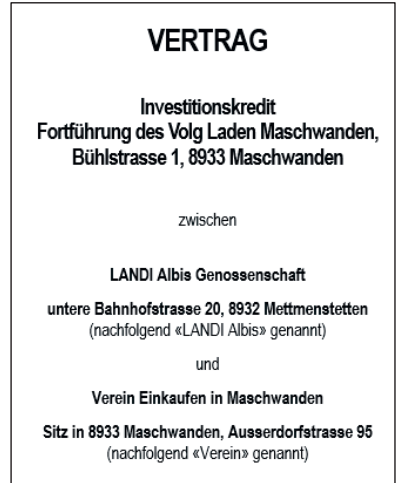 VERTRAG
Investitionskredit
Fortführung des Volg Laden Maschwanden,
Bühlstrasse 1, 8933 Maschwanden
zwischen
LANDI Albis Genossenschaft
untere Bahnhofstrasse 20, 8932 Mettmenstetten
(nachfolgend «LANDI Albis» genannt)
und
Verein Einkaufen in Maschwanden
Sitz in 8933 Maschwanden, Ausserdorfstrasse 95
(nachfolgend «Verein» genannt)